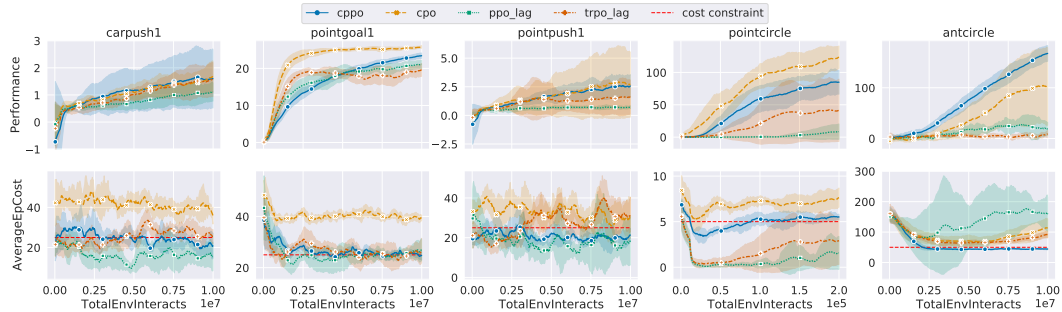 cppo cpo ppo_lag trpo_lag cost constraint
carpush1 pointgoal1 pointpush1 pointcircle antcircle
Performance
3 2 1 0 −1
20 10 0
5.0 2.5 0.0 −2.5
100 50 0
100 0
AverageEpCost
40 20
60 40 20
40 20 0
10 5 0
300 200 100 0
0.00 0.25 0.50 0.75 1.00 0.00 0.25 0.50 0.75 1.00 0.00 0.25 0.50 0.75 1.00 0.0 0.5 1.0 1.5 2.0 0.00 0.25 0.50 0.75 1.00
TotalEnvInteracts 1e7 TotalEnvInteracts 1e7 TotalEnvInteracts 1e7 TotalEnvInteracts 1e5 TotalEnvInteracts 1e7